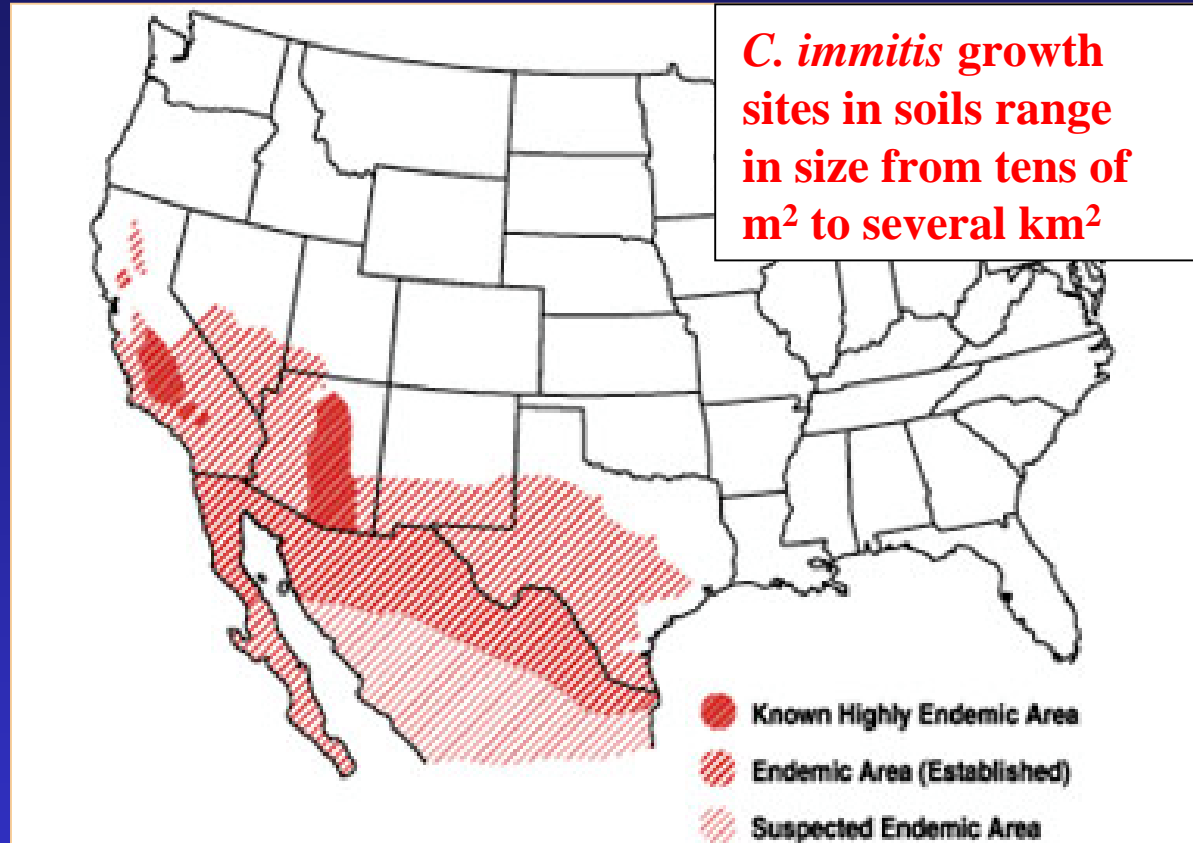 C. immitis growth
sites in soils range
in size from tens of
m² to several km²
Known Highly Endemic Area
Endemic Area (Established)
Suspected Endemic Area